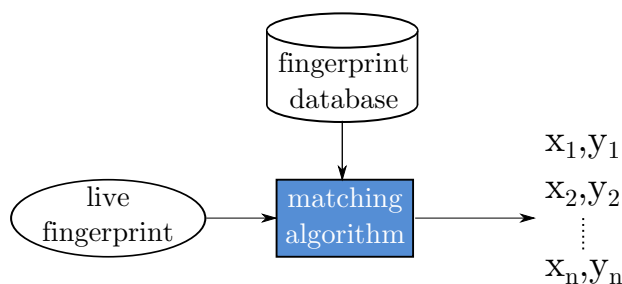 fingerprint
database
live
fingerprint
matching
algorithm
x₁,y₁
x₂,y₂
xₙ,yₙ